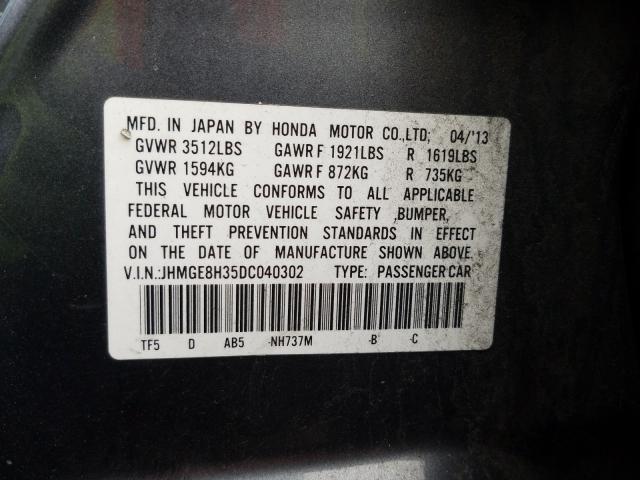 MFD. IN JAPAN BY HONDA MOTOR CO.,LTD; 04/'13
GVWR 3512LBS GAWR F 1921LBS R 1619LBS
GVWR 1594KG GAWR F 872KG R 735KG
THIS VEHICLE CONFORMS TO ALL APPLICABLE
FEDERAL MOTOR VEHICLE SAFETY ,BUMPER,
AND THEFT PREVENTION STANDARDS IN EFFECT
ON THE DATE OF MANUFACTURE SHOWN ABOVE.
V.I.N.:JHMGE8H35DC040302 TYPE: PASSENGER CAR
TF5 D AB5 -NH737M -B -C